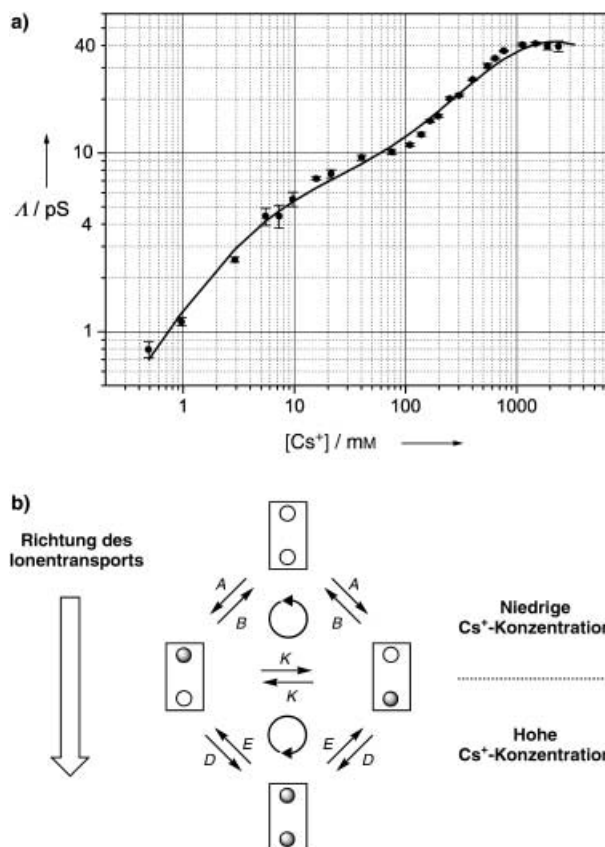 a)
40
10
4
1
Λ / pS
1
10
100
1000
[Cs⁺] / mM
b)
Richtung des
Ionentransports
A
A
B
B
K
K
E
E
D
D
Niedrige
Cs⁺-Konzentration
Hohe
Cs⁺-Konzentration